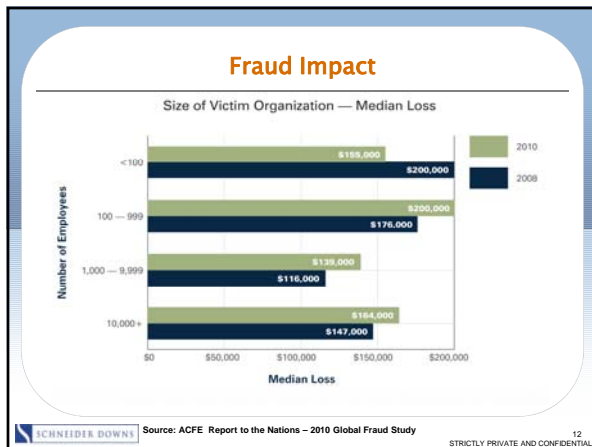 Fraud Impact
Size of Victim Organization — Median Loss
2010
2008
Number of Employees
<100
$155,000
$200,000
100 — 999
$200,000
$176.000
1,000 — 9,999
$139,000
$116,000
10,000+
$164,000
$147,000
$0
$50,000
$100,000
$150,000
$200,000
Median Loss
SCHNEIDER DOWNS
Source: ACFE Report to the Nations – 2010 Global Fraud Study
12
STRICTLY PRIVATE AND CONFIDENTIAL